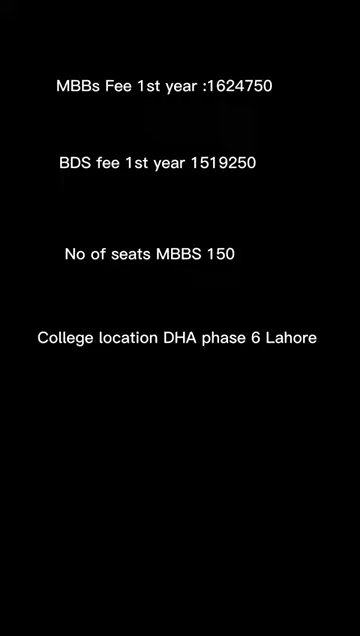 MBBs Fee 1st year :1624750
BDS fee 1st year 1519250
No of seats MBBS 150
College location DHA phase 6 Lahore